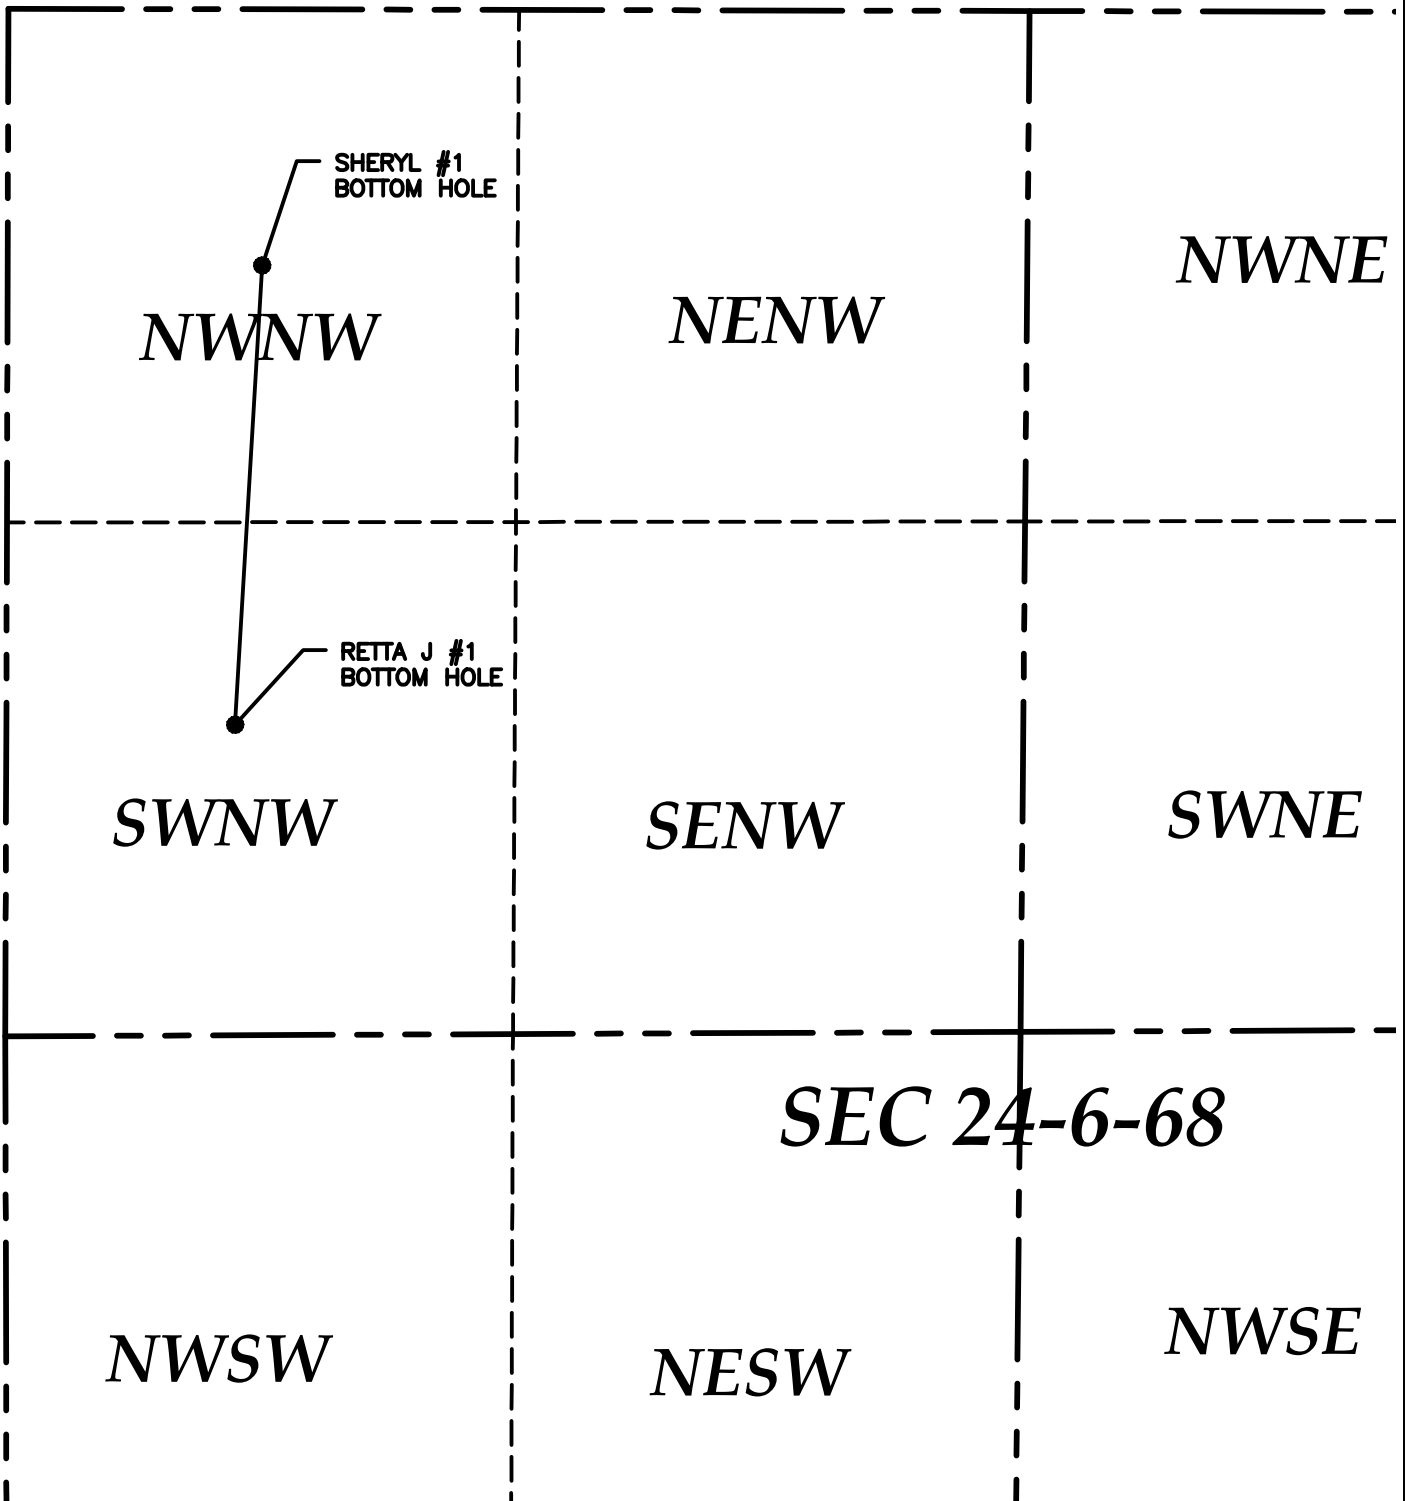 SHERYL #1
BOTTOM HOLE
NWNW
NENW
NWNE
RETTA J #1
BOTTOM HOLE
SWNW
SENW
SWNE
SEC 24-6-68
NWSW
NESW
NWSE